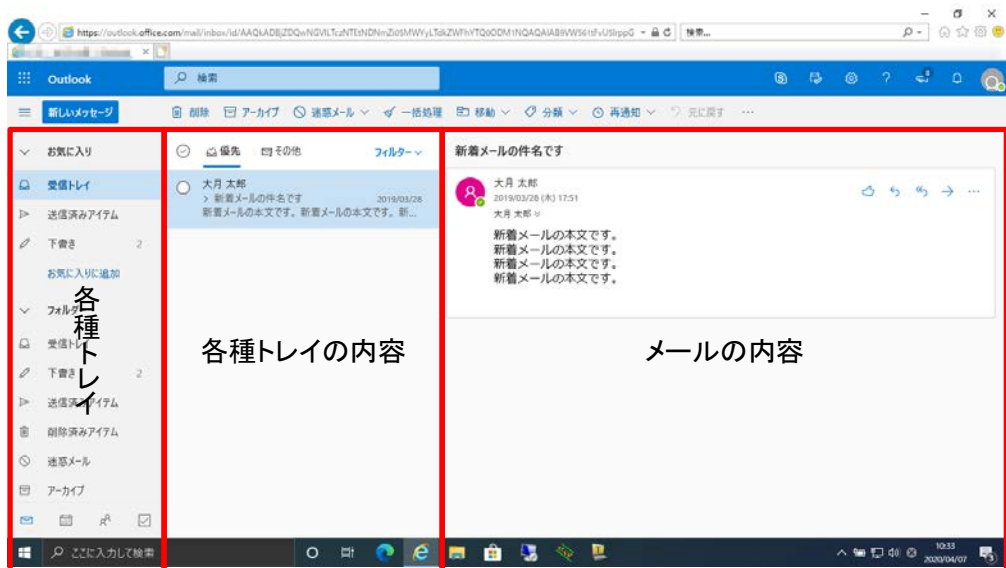 検索...
Outlook
検索
新しいメッセージ
削除 アーカイブ 迷惑メール 一括処理 移動 分類 再通知 元に戻す ...
お気に入り
受信トレイ
送信済みアイテム
下書き 2
お気に入りに追加
フォルダー
受信トレイ
下書き 2
送信済みアイテム
削除済みアイテム
迷惑メール
アーカイブ
各種トレイ
優先 その他 フィルター
大月 太郎
> 新着メールの件名です 2019/03/28
新着メールの本文です。新着メールの本文です。新...
各種トレイの内容
新着メールの件名です
大月 太郎
2019/03/28 (木) 17:51
大月 太郎
新着メールの本文です。
新着メールの本文です。
新着メールの本文です。
新着メールの本文です。
メールの内容
ここに入力して検索
10:33
2020/04/07